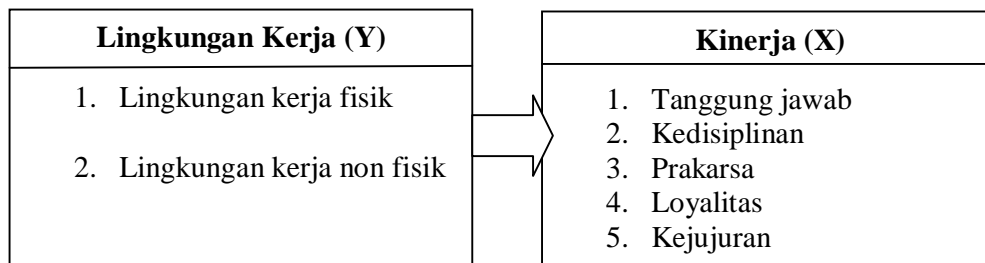 Lingkungan Kerja (Y)
1. Lingkungan kerja fisik
2. Lingkungan kerja non fisik
Kinerja (X)
1. Tanggung jawab
2. Kedisiplinan
3. Prakarsa
4. Loyalitas
5. Kejujuran